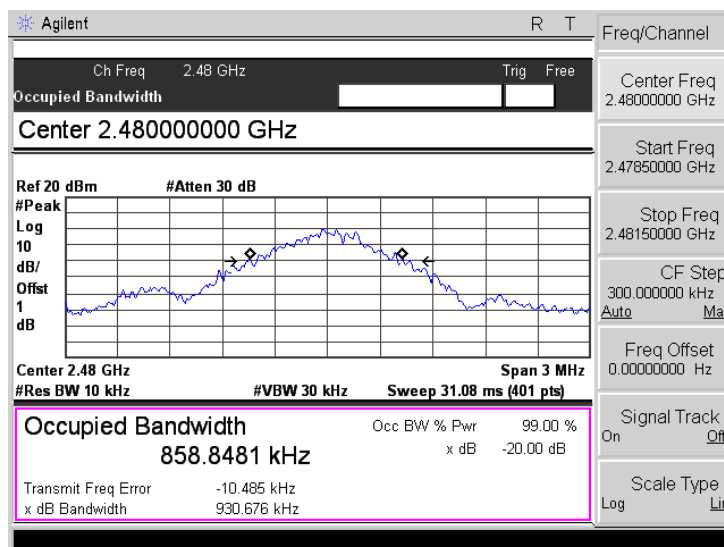 Agilent R T
Ch Freq 2.48 GHz Trig Free
Occupied Bandwidth
Center 2.480000000 GHz
Ref 20 dBm #Atten 30 dB
#Peak
Log
10
dB/
Offst
1
dB
Center 2.48 GHz Span 3 MHz
#Res BW 10 kHz #VBW 30 kHz Sweep 31.08 ms (401 pts)
Occupied Bandwidth Occ BW % Pwr 99.00 %
858.8481 kHz x dB -20.00 dB
Transmit Freq Error -10.485 kHz
x dB Bandwidth 930.676 kHz
Freq/Channel
Center Freq
2.48000000 GHz
Start Freq
2.47850000 GHz
Stop Freq
2.48150000 GHz
CF Step
300.000000 kHz
Auto Ma
Freq Offset
0.00000000 Hz
Signal Track
On Off
Scale Type
Log Li